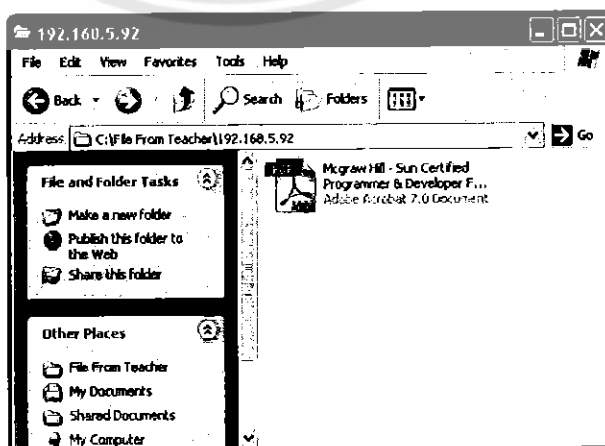 192.160.5.92
File Edit View Favorites Tools Help
Back Search Folders
Address C:\File From Teacher\192.168.5.92 Go
File and Folder Tasks
Make a new folder
Publish this folder to
the Web
Share this folder
Other Places
File From Teacher
My Documents
Shared Documents
My Computer
Mcgraw Hill - Sun Certified
Programmer & Developer F...
Adobe Acrobat 7.0 Document